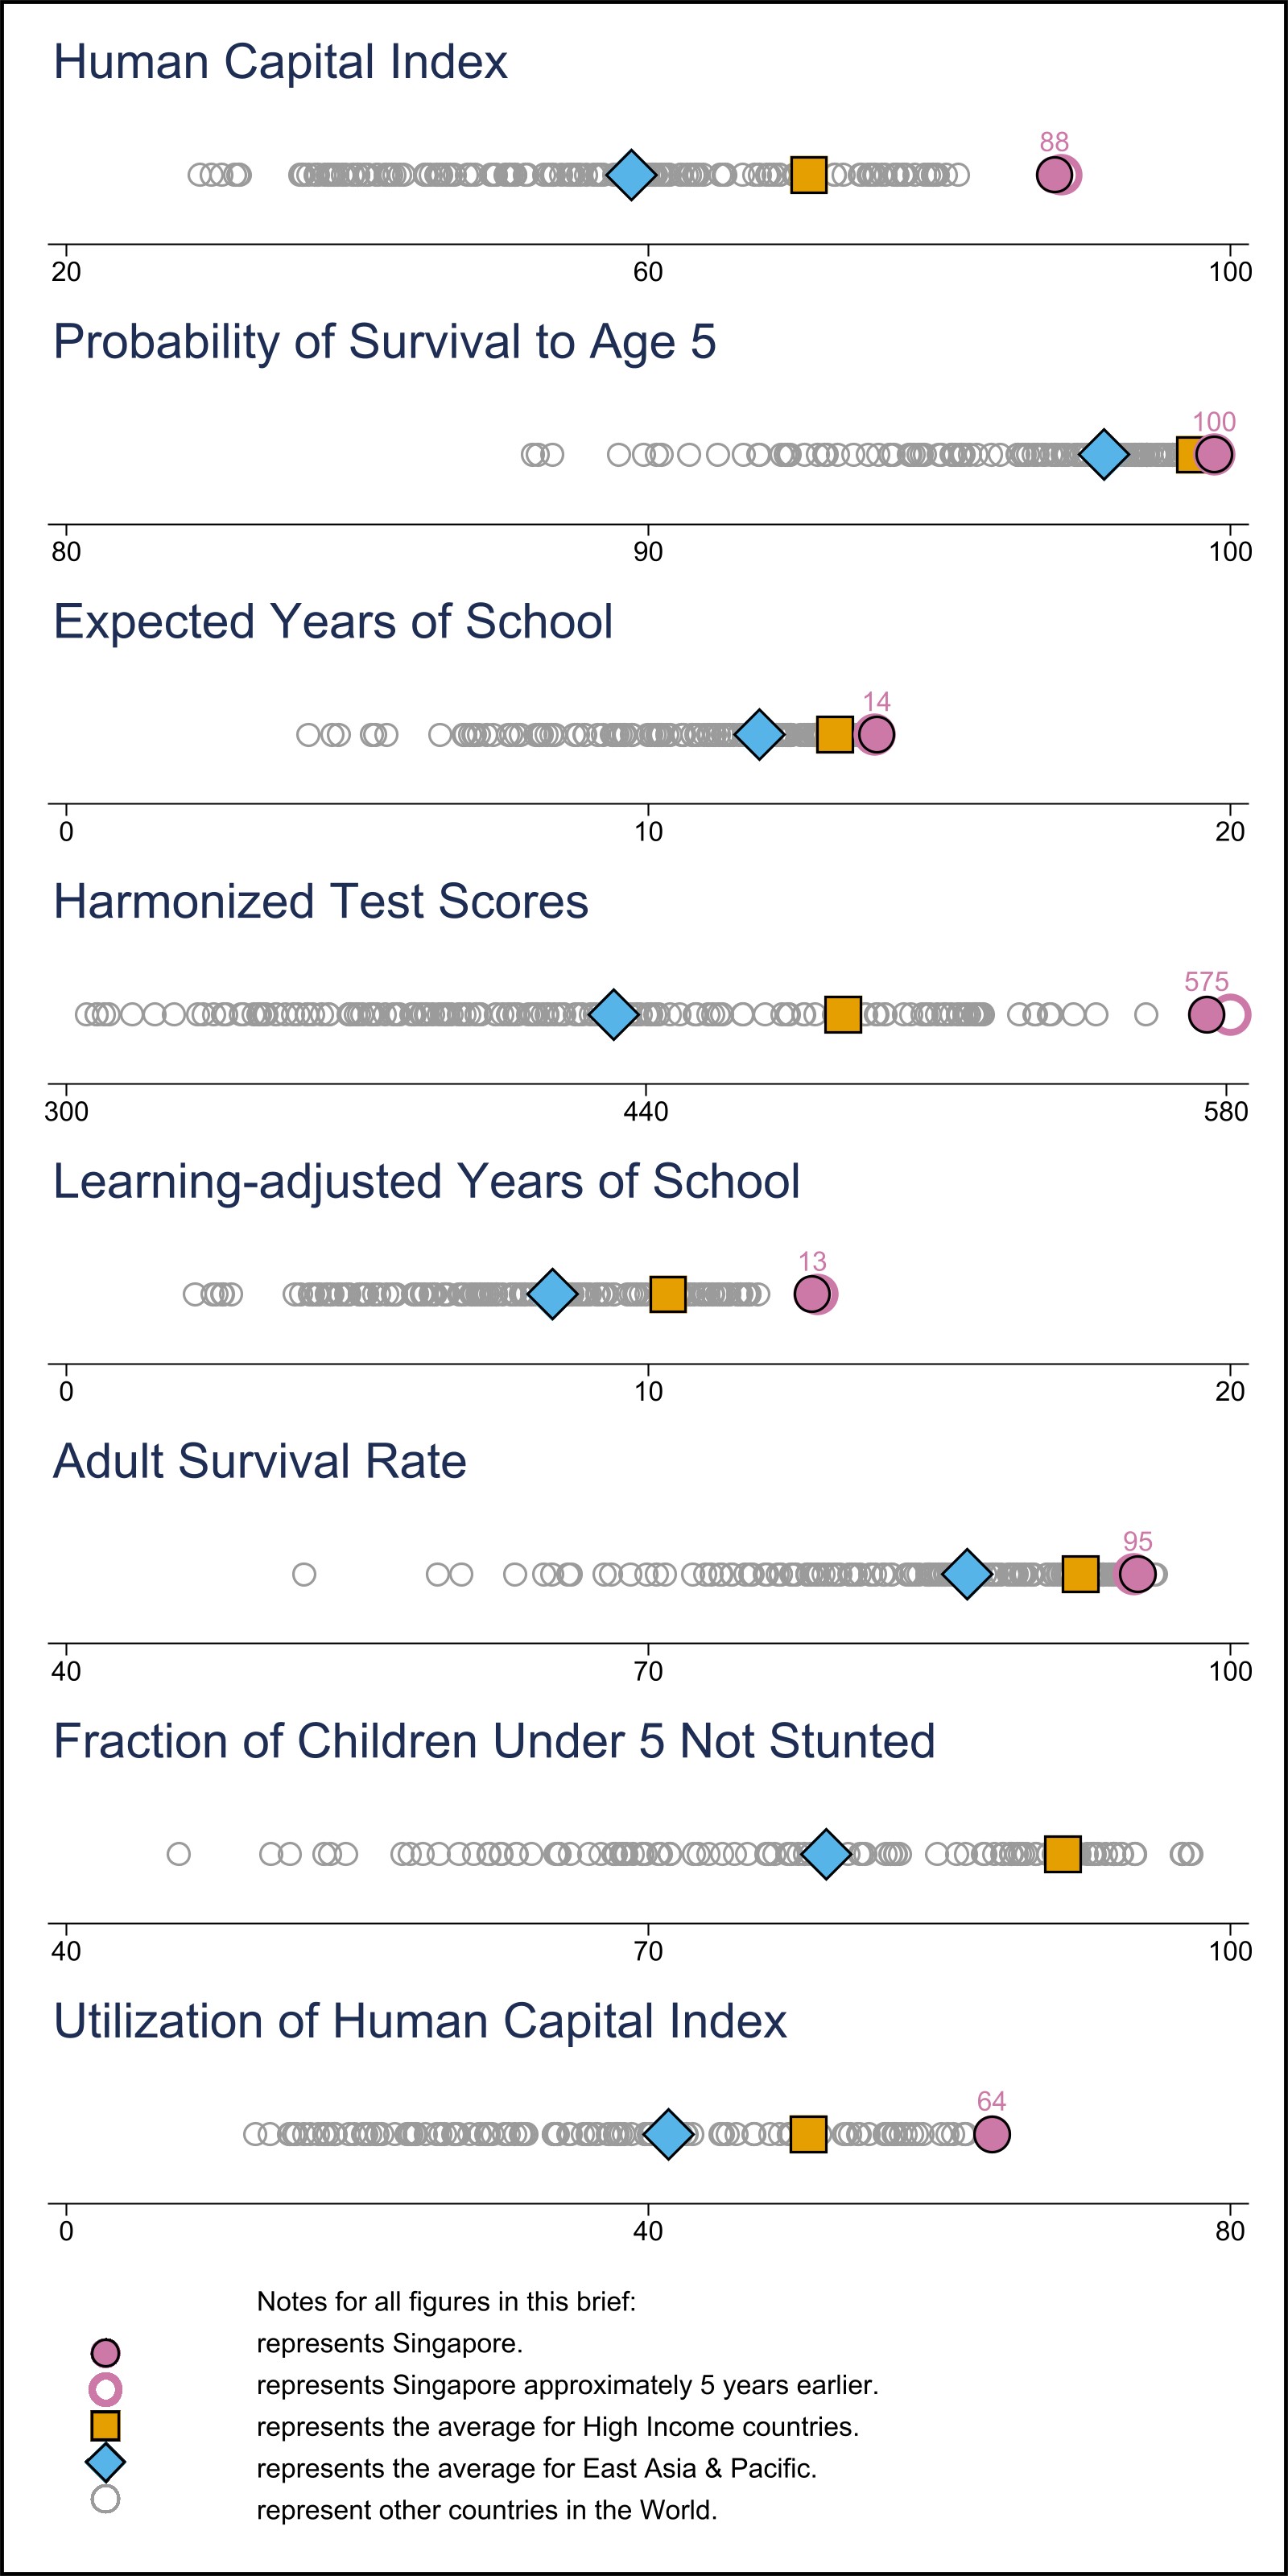 Human Capital Index
88
20 60 100
Probability of Survival to Age 5
100
80 90 100
Expected Years of School
14
0 10 20
Harmonized Test Scores
575
300 440 580
Learning-adjusted Years of School
13
0 10 20
Adult Survival Rate
95
40 70 100
Fraction of Children Under 5 Not Stunted
40 70 100
Utilization of Human Capital Index
64
0 40 80
Notes for all figures in this brief:
represents Singapore.
represents Singapore approximately 5 years earlier.
represents the average for High Income countries.
represents the average for East Asia & Pacific.
represent other countries in the World.